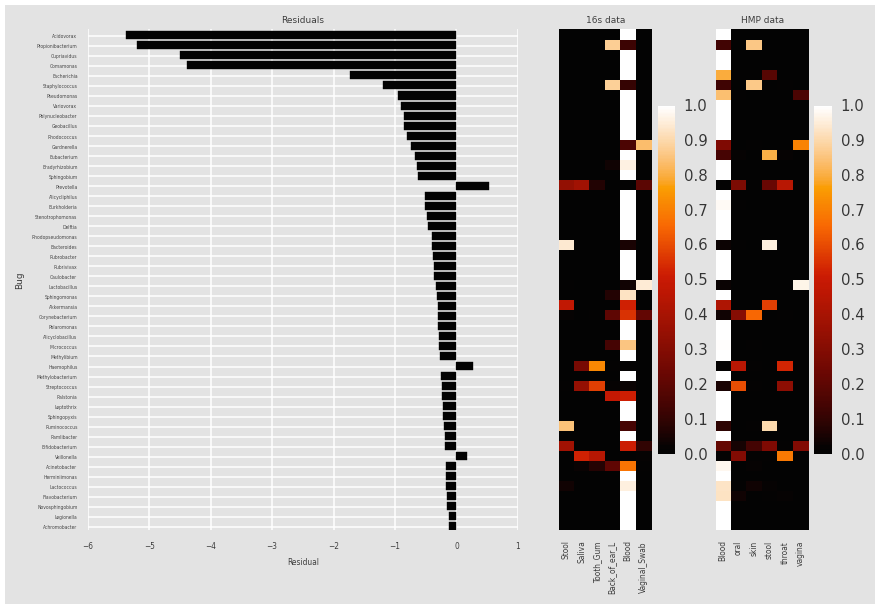 Residuals
16s data
HMP data
Acidovorax
Propionibacterium
Cupriavidus
Comamonas
Escherichia
Staphylococcus
Pseudomonas
Variovorax
Polynucleobacter
Geobacillus
Rhodococcus
Gardnerella
Eubacterium
Bradyrhizobium
Sphingobium
Prevotella
Alicycliphilus
Burkholderia
Stenotrophomonas
Delftia
Rhodopseudomonas
Bacteroides
Rubrobacter
Rubrivivax
Caulobacter
Lactobacillus
Sphingomonas
Akkermansia
Corynebacterium
Polaromonas
Alicyclobacillus
Micrococcus
Methylibium
Haemophilus
Methylobacterium
Streptococcus
Ralstonia
Leptothrix
Sphingopyxis
Ruminococcus
Ramlibacter
Bifidobacterium
Veillonella
Acinetobacter
Herminiimonas
Lactococcus
Flavobacterium
Novosphingobium
Legionella
Achromobacter
Bug
−6 −5 −4 −3 −2 −1 0 1
Residual
Stool
Saliva
Tooth_Gum
Back_of_ear_L
Blood
Vaginal_Swab
1.0
0.9
0.8
0.7
0.6
0.5
0.4
0.3
0.2
0.1
0.0
Blood
oral
skin
stool
throat
vagina
1.0
0.9
0.8
0.7
0.6
0.5
0.4
0.3
0.2
0.1
0.0